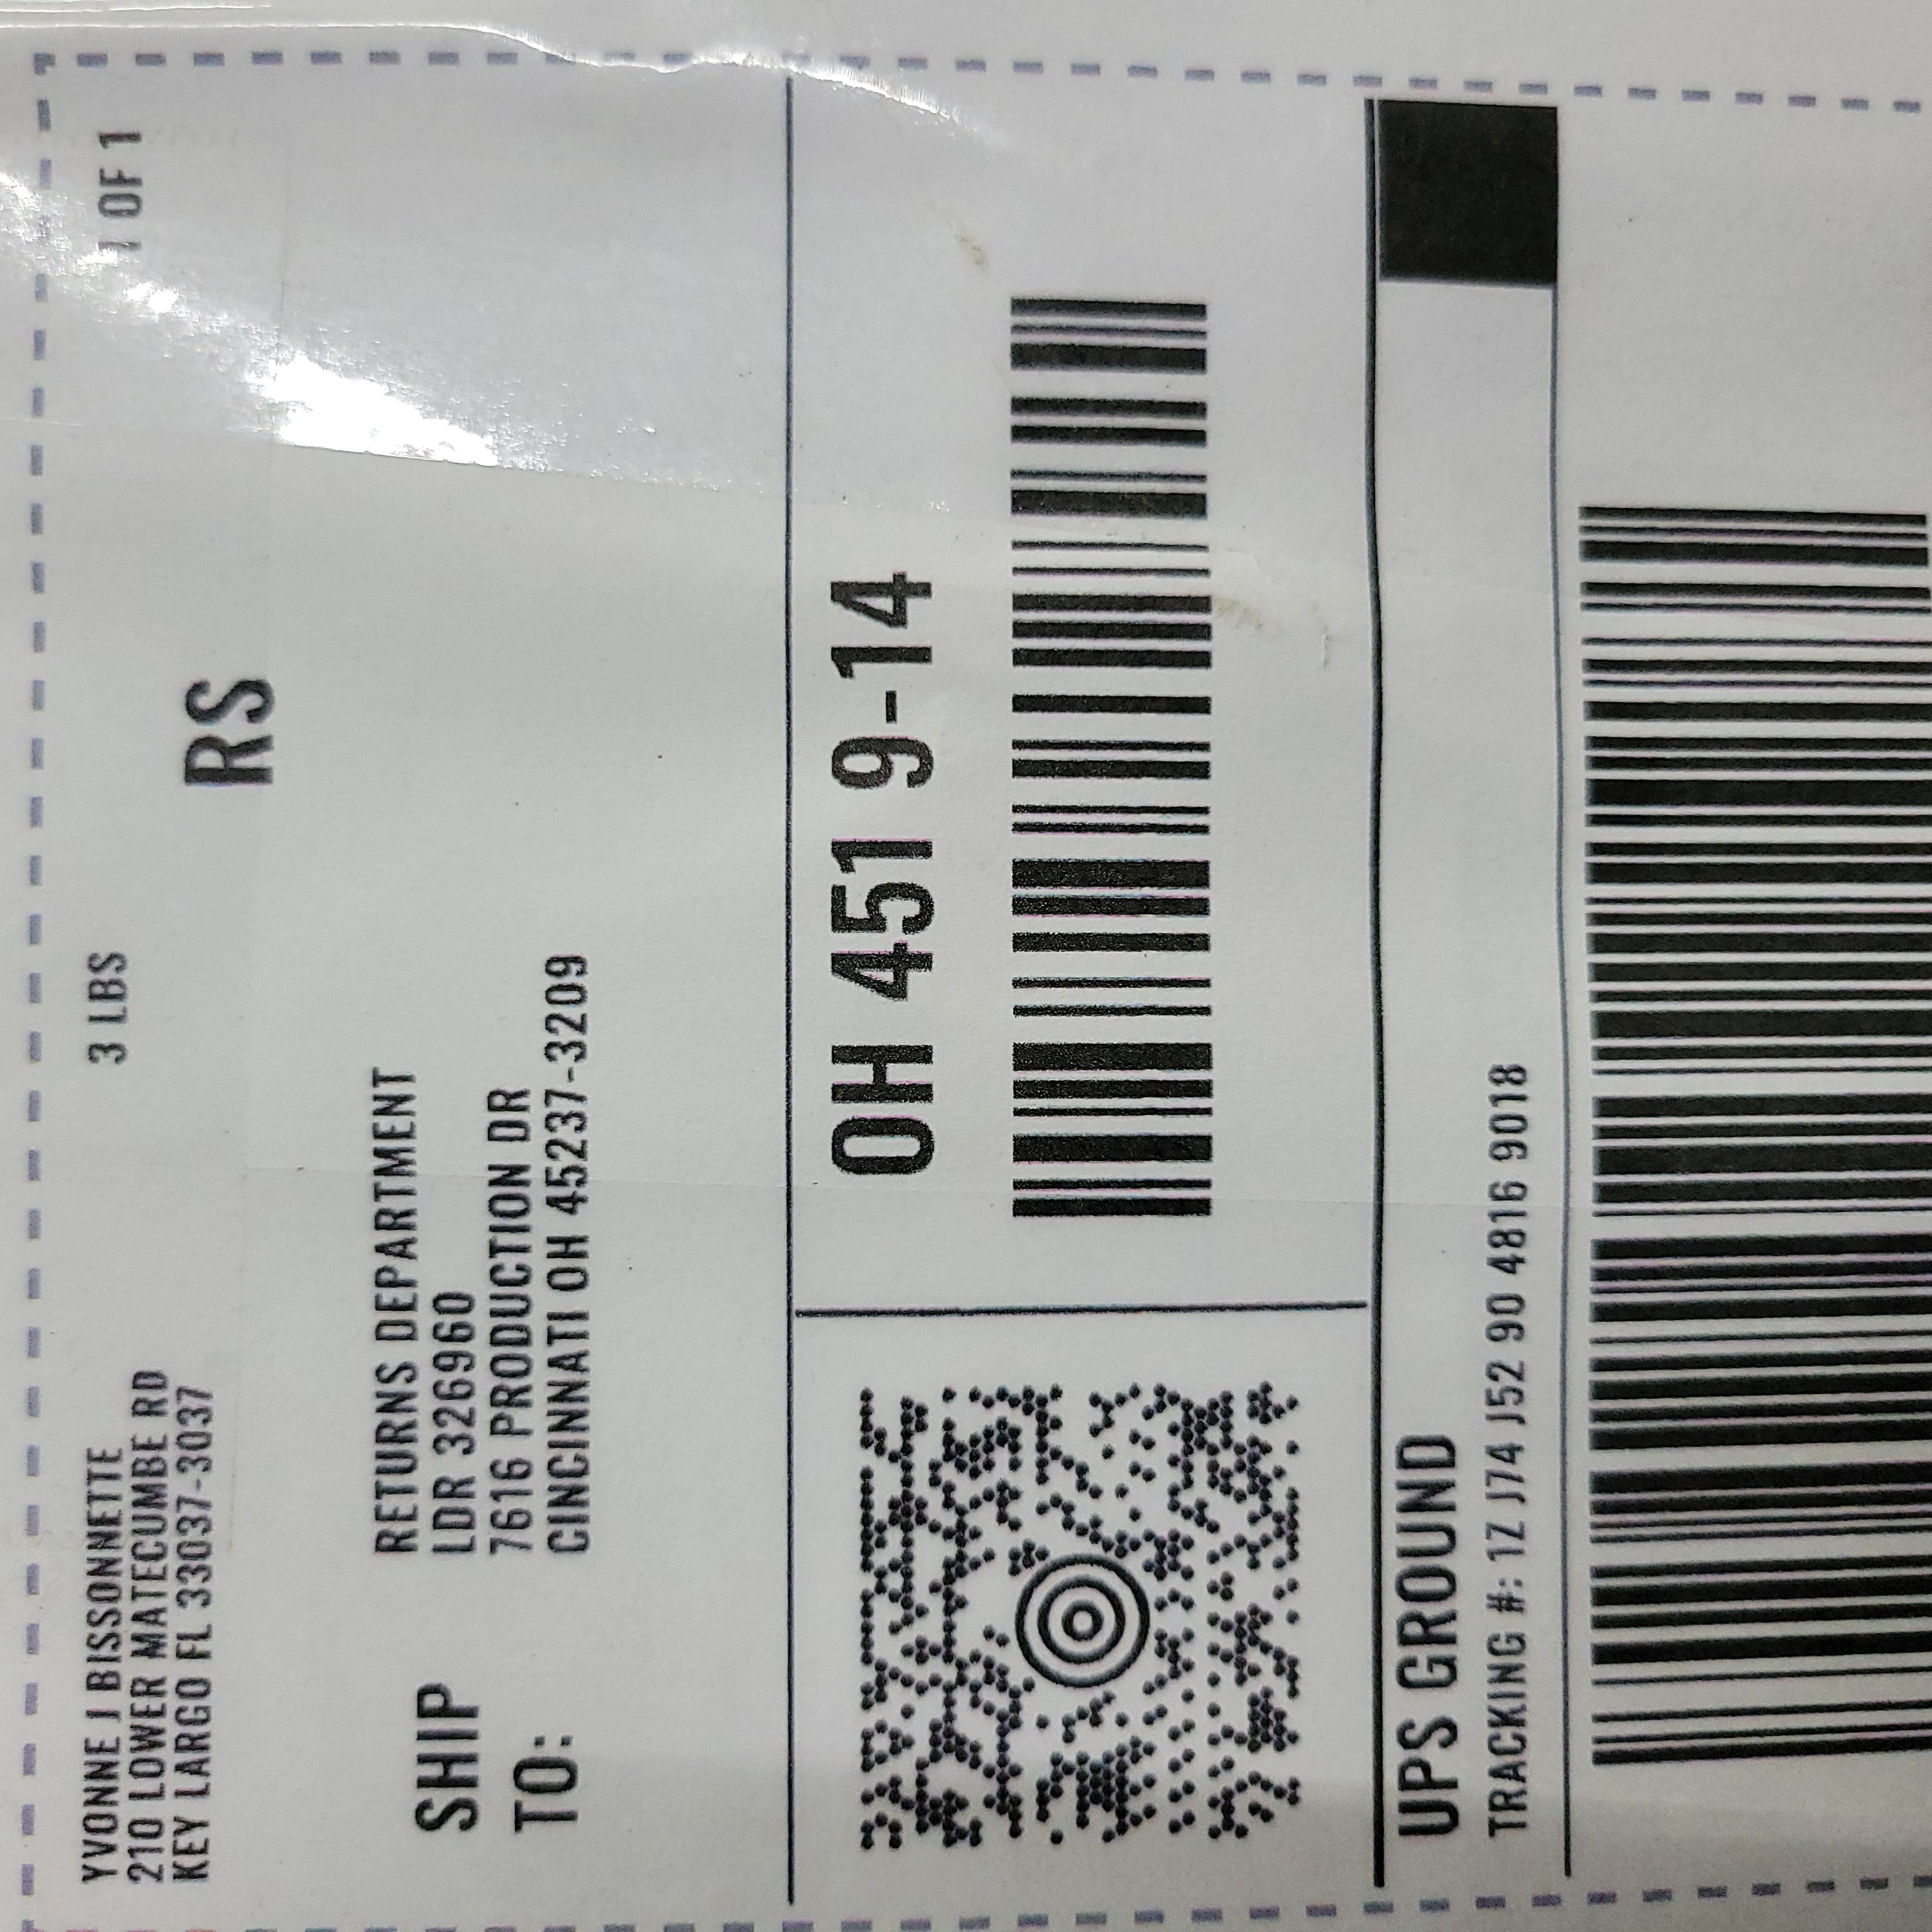 YVONNE J BISSONNETTE
210 LOWER MATECUMBE RD
KEY LARGO FL 33037-3037
3 LBS
1 OF 1
RS
SHIP
TO:
RETURNS DEPARTMENT
LDR 3269960
7616 PRODUCTION DR
CINCINNATI OH 45237-3209
OH 451 9-14
UPS GROUND
TRACKING #: 1Z J74 J52 90 4816 9018